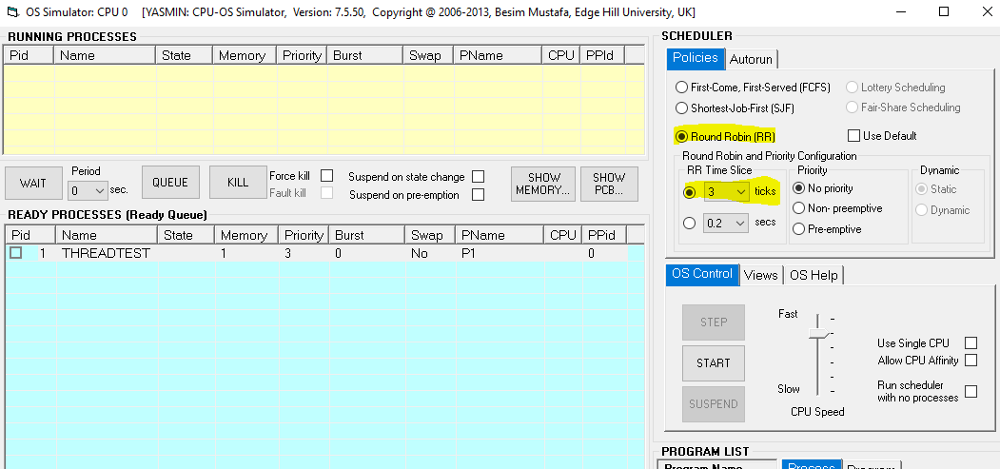 OS Simulator: CPU 0 [YASMIN: CPU-OS Simulator, Version: 7.5.50, Copyright @ 2006-2013, Besim Mustafa, Edge Hill University, UK]
RUNNING PROCESSES
Pid Name State Memory Priority Burst Swap PName CPU PPId
WAIT
Period
0 sec.
QUEUE
KILL
Force kill
Fault kill
Suspend on state change
Suspend on pre-emption
SHOW
MEMORY...
SHOW
PCB...
READY PROCESSES (Ready Queue)
Pid Name State Memory Priority Burst Swap PName CPU PPid
1 THREADTEST 1 3 0 No P1 0
SCHEDULER
Policies Autorun
First-Come, First-Served (FCFS) Lottery Scheduling
Shortest-Job-First (SJF) Fair-Share Scheduling
Round Robin (RR) Use Default
Round Robin and Priority Configuration
RR Time Slice
3 ticks
0.2 secs
Priority
No priority
Non- preemptive
Pre-emptive
Dynamic
Static
Dynamic
OS Control Views OS Help
STEP
START
SUSPEND
Fast
Slow
CPU Speed
Use Single CPU
Allow CPU Affinity
Run scheduler
with no processes
PROGRAM LIST
Program Name Process Program